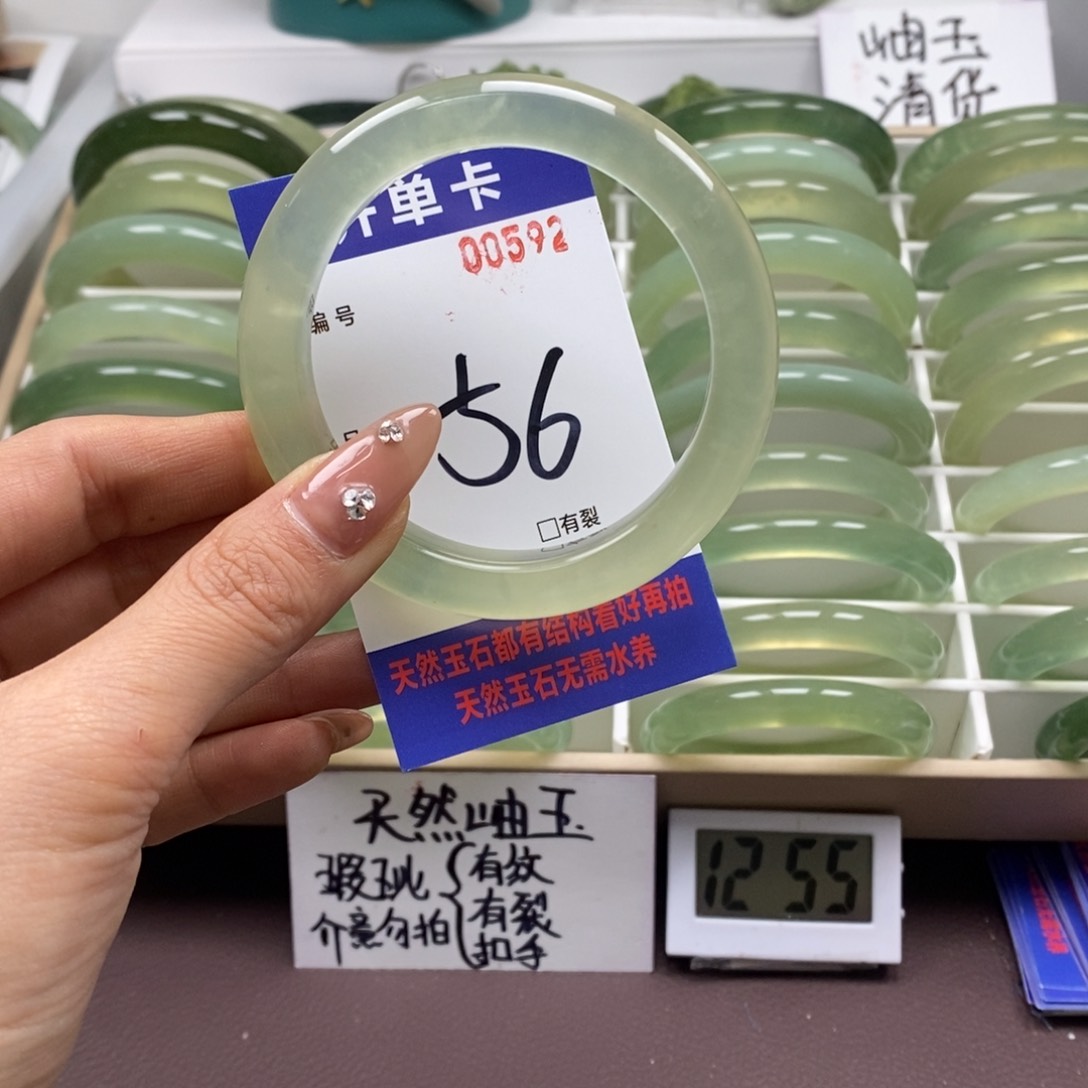 岫玉
清货
开单卡
00592
编号
56
号
□有裂
天然玉石都有结构看好再拍
天然玉石无需水养
天然岫玉
瑕玼 有纹
介意勿拍 有裂
扣手
12 55